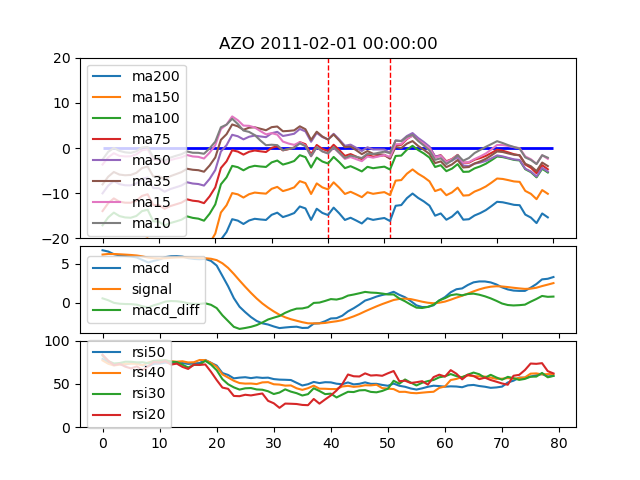 AZO 2011-02-01 00:00:00
20
10
0
−10
−20
ma200
ma150
ma100
ma75
ma50
ma35
ma15
ma10
5
0
macd
signal
macd_diff
100
50
0
rsi50
rsi40
rsi30
rsi20
0 10 20 30 40 50 60 70 80